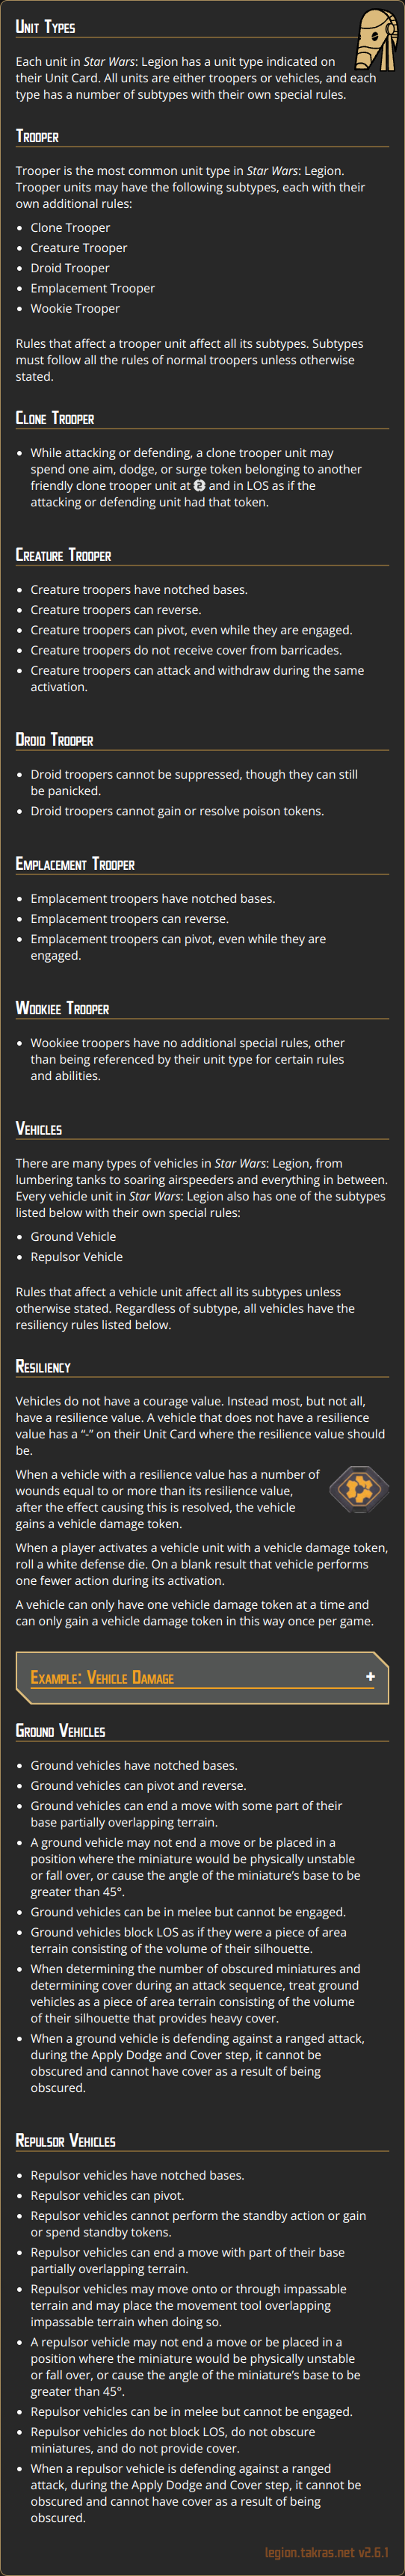 Unit Types
Each unit in Star Wars: Legion has a unit type indicated on
their Unit Card. All units are either troopers or vehicles, and each
type has a number of subtypes with their own special rules.
Trooper
Trooper is the most common unit type in Star Wars: Legion.
Trooper units may have the following subtypes, each with their
own additional rules:
• Clone Trooper
• Creature Trooper
• Droid Trooper
• Emplacement Trooper
• Wookie Trooper
Rules that affect a trooper unit affect all its subtypes. Subtypes
must follow all the rules of normal troopers unless otherwise
stated.
Clone Trooper
• While attacking or defending, a clone trooper unit may
spend one aim, dodge, or surge token belonging to another
friendly clone trooper unit at 2 and in LOS as if the
attacking or defending unit had that token.
Creature Trooper
• Creature troopers have notched bases.
• Creature troopers can reverse.
• Creature troopers can pivot, even while they are engaged.
• Creature troopers do not receive cover from barricades.
• Creature troopers can attack and withdraw during the same
activation.
Droid Trooper
• Droid troopers cannot be suppressed, though they can still
be panicked.
• Droid troopers cannot gain or resolve poison tokens.
Emplacement Trooper
• Emplacement troopers have notched bases.
• Emplacement troopers can reverse.
• Emplacement troopers can pivot, even while they are
engaged.
Wookiee Trooper
• Wookiee troopers have no additional special rules, other
than being referenced by their unit type for certain rules
and abilities.
Vehicles
There are many types of vehicles in Star Wars: Legion, from
lumbering tanks to soaring airspeeders and everything in between.
Every vehicle unit in Star Wars: Legion also has one of the subtypes
listed below with their own special rules:
• Ground Vehicle
• Repulsor Vehicle
Rules that affect a vehicle unit affect all its subtypes unless
otherwise stated. Regardless of subtype, all vehicles have the
resiliency rules listed below.
Resiliency
Vehicles do not have a courage value. Instead most, but not all,
have a resilience value. A vehicle that does not have a resilience
value has a “-” on their Unit Card where the resilience value should
be.
When a vehicle with a resilience value has a number of
wounds equal to or more than its resilience value,
after the effect causing this is resolved, the vehicle
gains a vehicle damage token.
When a player activates a vehicle unit with a vehicle damage token,
roll a white defense die. On a blank result that vehicle performs
one fewer action during its activation.
A vehicle can only have one vehicle damage token at a time and
can only gain a vehicle damage token in this way once per game.
Example: Vehicle Damage +
Ground Vehicles
• Ground vehicles have notched bases.
• Ground vehicles can pivot and reverse.
• Ground vehicles can end a move with some part of their
base partially overlapping terrain.
• A ground vehicle may not end a move or be placed in a
position where the miniature would be physically unstable
or fall over, or cause the angle of the miniature’s base to be
greater than 45°.
• Ground vehicles can be in melee but cannot be engaged.
• Ground vehicles block LOS as if they were a piece of area
terrain consisting of the volume of their silhouette.
• When determining the number of obscured miniatures and
determining cover during an attack sequence, treat ground
vehicles as a piece of area terrain consisting of the volume
of their silhouette that provides heavy cover.
• When a ground vehicle is defending against a ranged attack,
during the Apply Dodge and Cover step, it cannot be
obscured and cannot have cover as a result of being
obscured.
Repulsor Vehicles
• Repulsor vehicles have notched bases.
• Repulsor vehicles can pivot.
• Repulsor vehicles cannot perform the standby action or gain
or spend standby tokens.
• Repulsor vehicles can end a move with part of their base
partially overlapping terrain.
• Repulsor vehicles may move onto or through impassable
terrain and may place the movement tool overlapping
impassable terrain when doing so.
• A repulsor vehicle may not end a move or be placed in a
position where the miniature would be physically unstable
or fall over, or cause the angle of the miniature’s base to be
greater than 45°.
• Repulsor vehicles can be in melee but cannot be engaged.
• Repulsor vehicles do not block LOS, do not obscure
miniatures, and do not provide cover.
• When a repulsor vehicle is defending against a ranged
attack, during the Apply Dodge and Cover step, it cannot be
obscured and cannot have cover as a result of being
obscured.
legion.takras.net v2.6.1